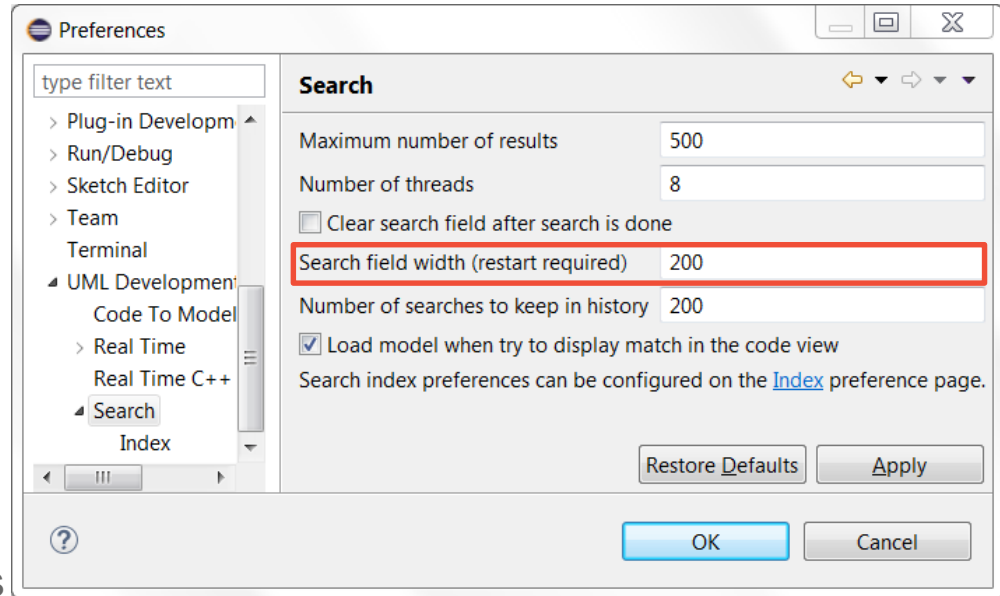 Preferences
type filter text
Plug-in Developm
Run/Debug
Sketch Editor
Team
Terminal
UML Development
Code To Model
Real Time
Real Time C++
Search
Index
Search
Maximum number of results 500
Number of threads 8
Clear search field after search is done
Search field width (restart required) 200
Number of searches to keep in history 200
Load model when try to display match in the code view
Search index preferences can be configured on the Index preference page.
Restore Defaults Apply
? OK Cancel
s